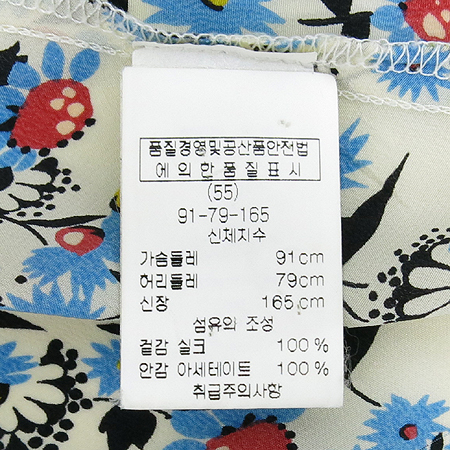 품질경영및공산품안전법
에 의 한 품 질 표 시
(55)
91-79-165
신체치수
가슴둘레 91cm
허리둘레 79cm
신장 165cm
섬유의 조성
겉감 실크 100%
안감 아세테이트 100%
취급주의사항